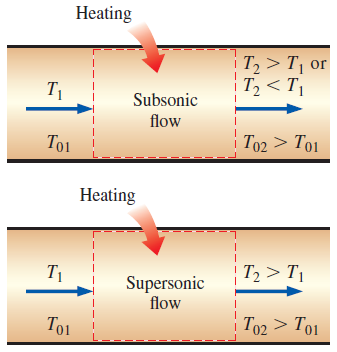 Heating
T₁
T₀₁
Subsonic
flow
T₂ > T₁ or
T₂ < T₁
T₀₂ > T₀₁
Heating
T₁
T₀₁
Supersonic
flow
T₂ > T₁
T₀₂ > T₀₁